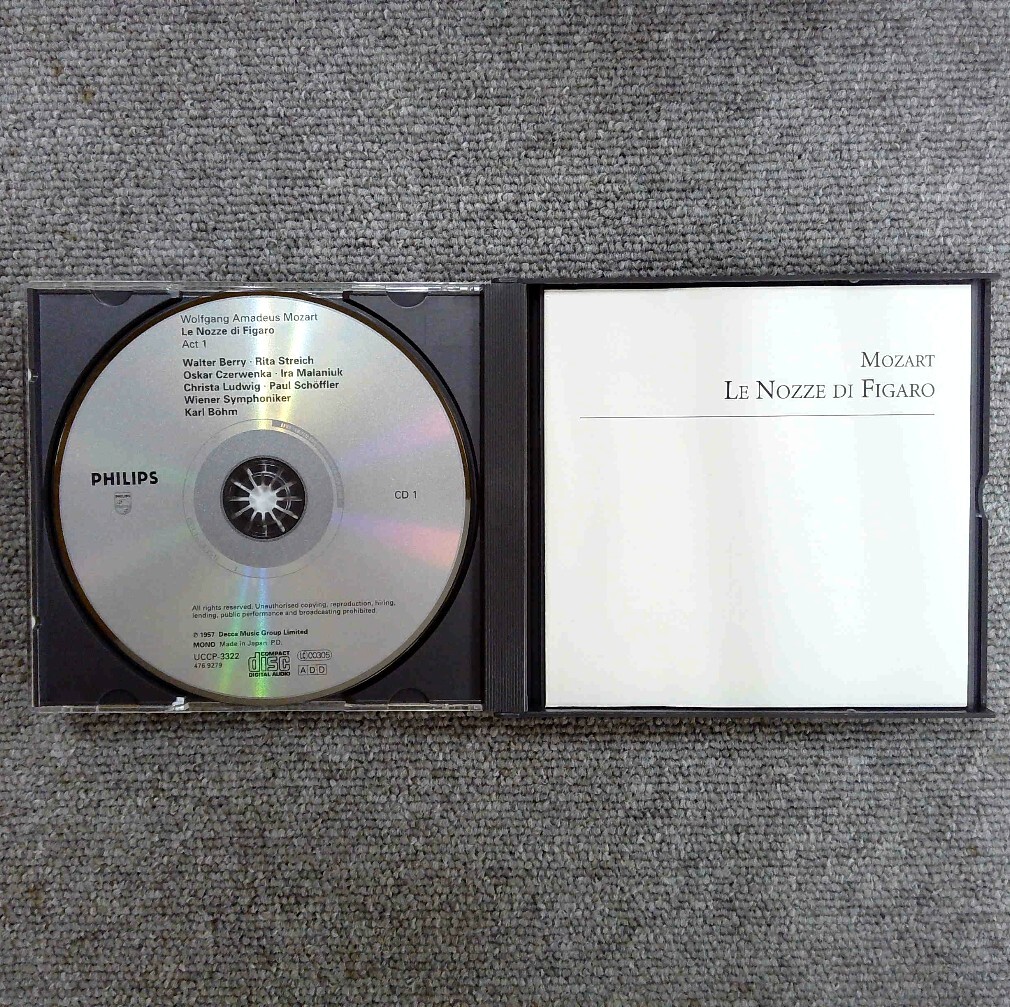 Wolfgang Amadeus Mozart
Le Nozze di Figaro
Act 1
Walter Berry · Rita Streich
Oskar Czerwenka · Ira Malaniuk
Christa Ludwig · Paul Schöffler
Wiener Symphoniker
Karl Böhm
PHILIPS
CD 1
All rights reserved. Unauthorised copying, reproduction, hiring,
lending, public performance and broadcasting prohibited
℗ 1957 Decca Music Group Limited
MONO Made in Japan P.D.
UCCP-3322
476 9279
COMPACT
disc
DIGITAL AUDIO
LC 00305
ADD
MOZART
LE NOZZE DI FIGARO